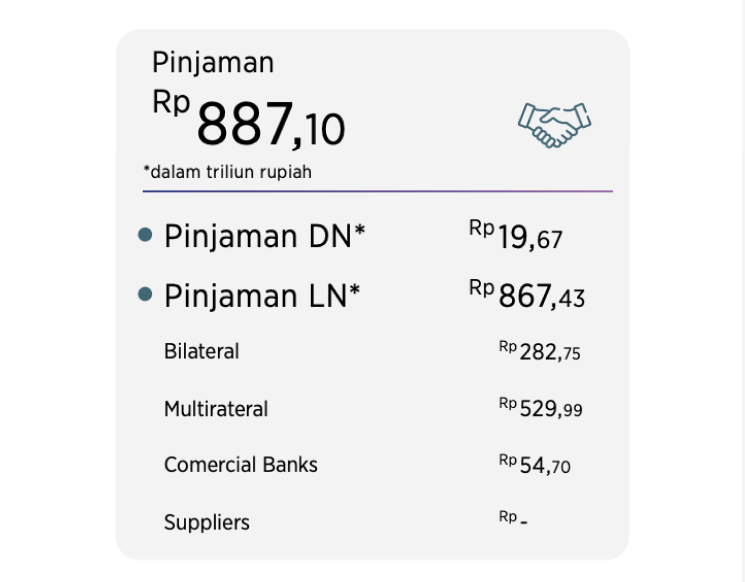 Pinjaman
Rp 887,10
*dalam triliun rupiah
Pinjaman DN* Rp 19,67
Pinjaman LN* Rp 867,43
Bilateral Rp 282,75
Multirateral Rp 529,99
Comercial Banks Rp 54,70
Suppliers Rp -